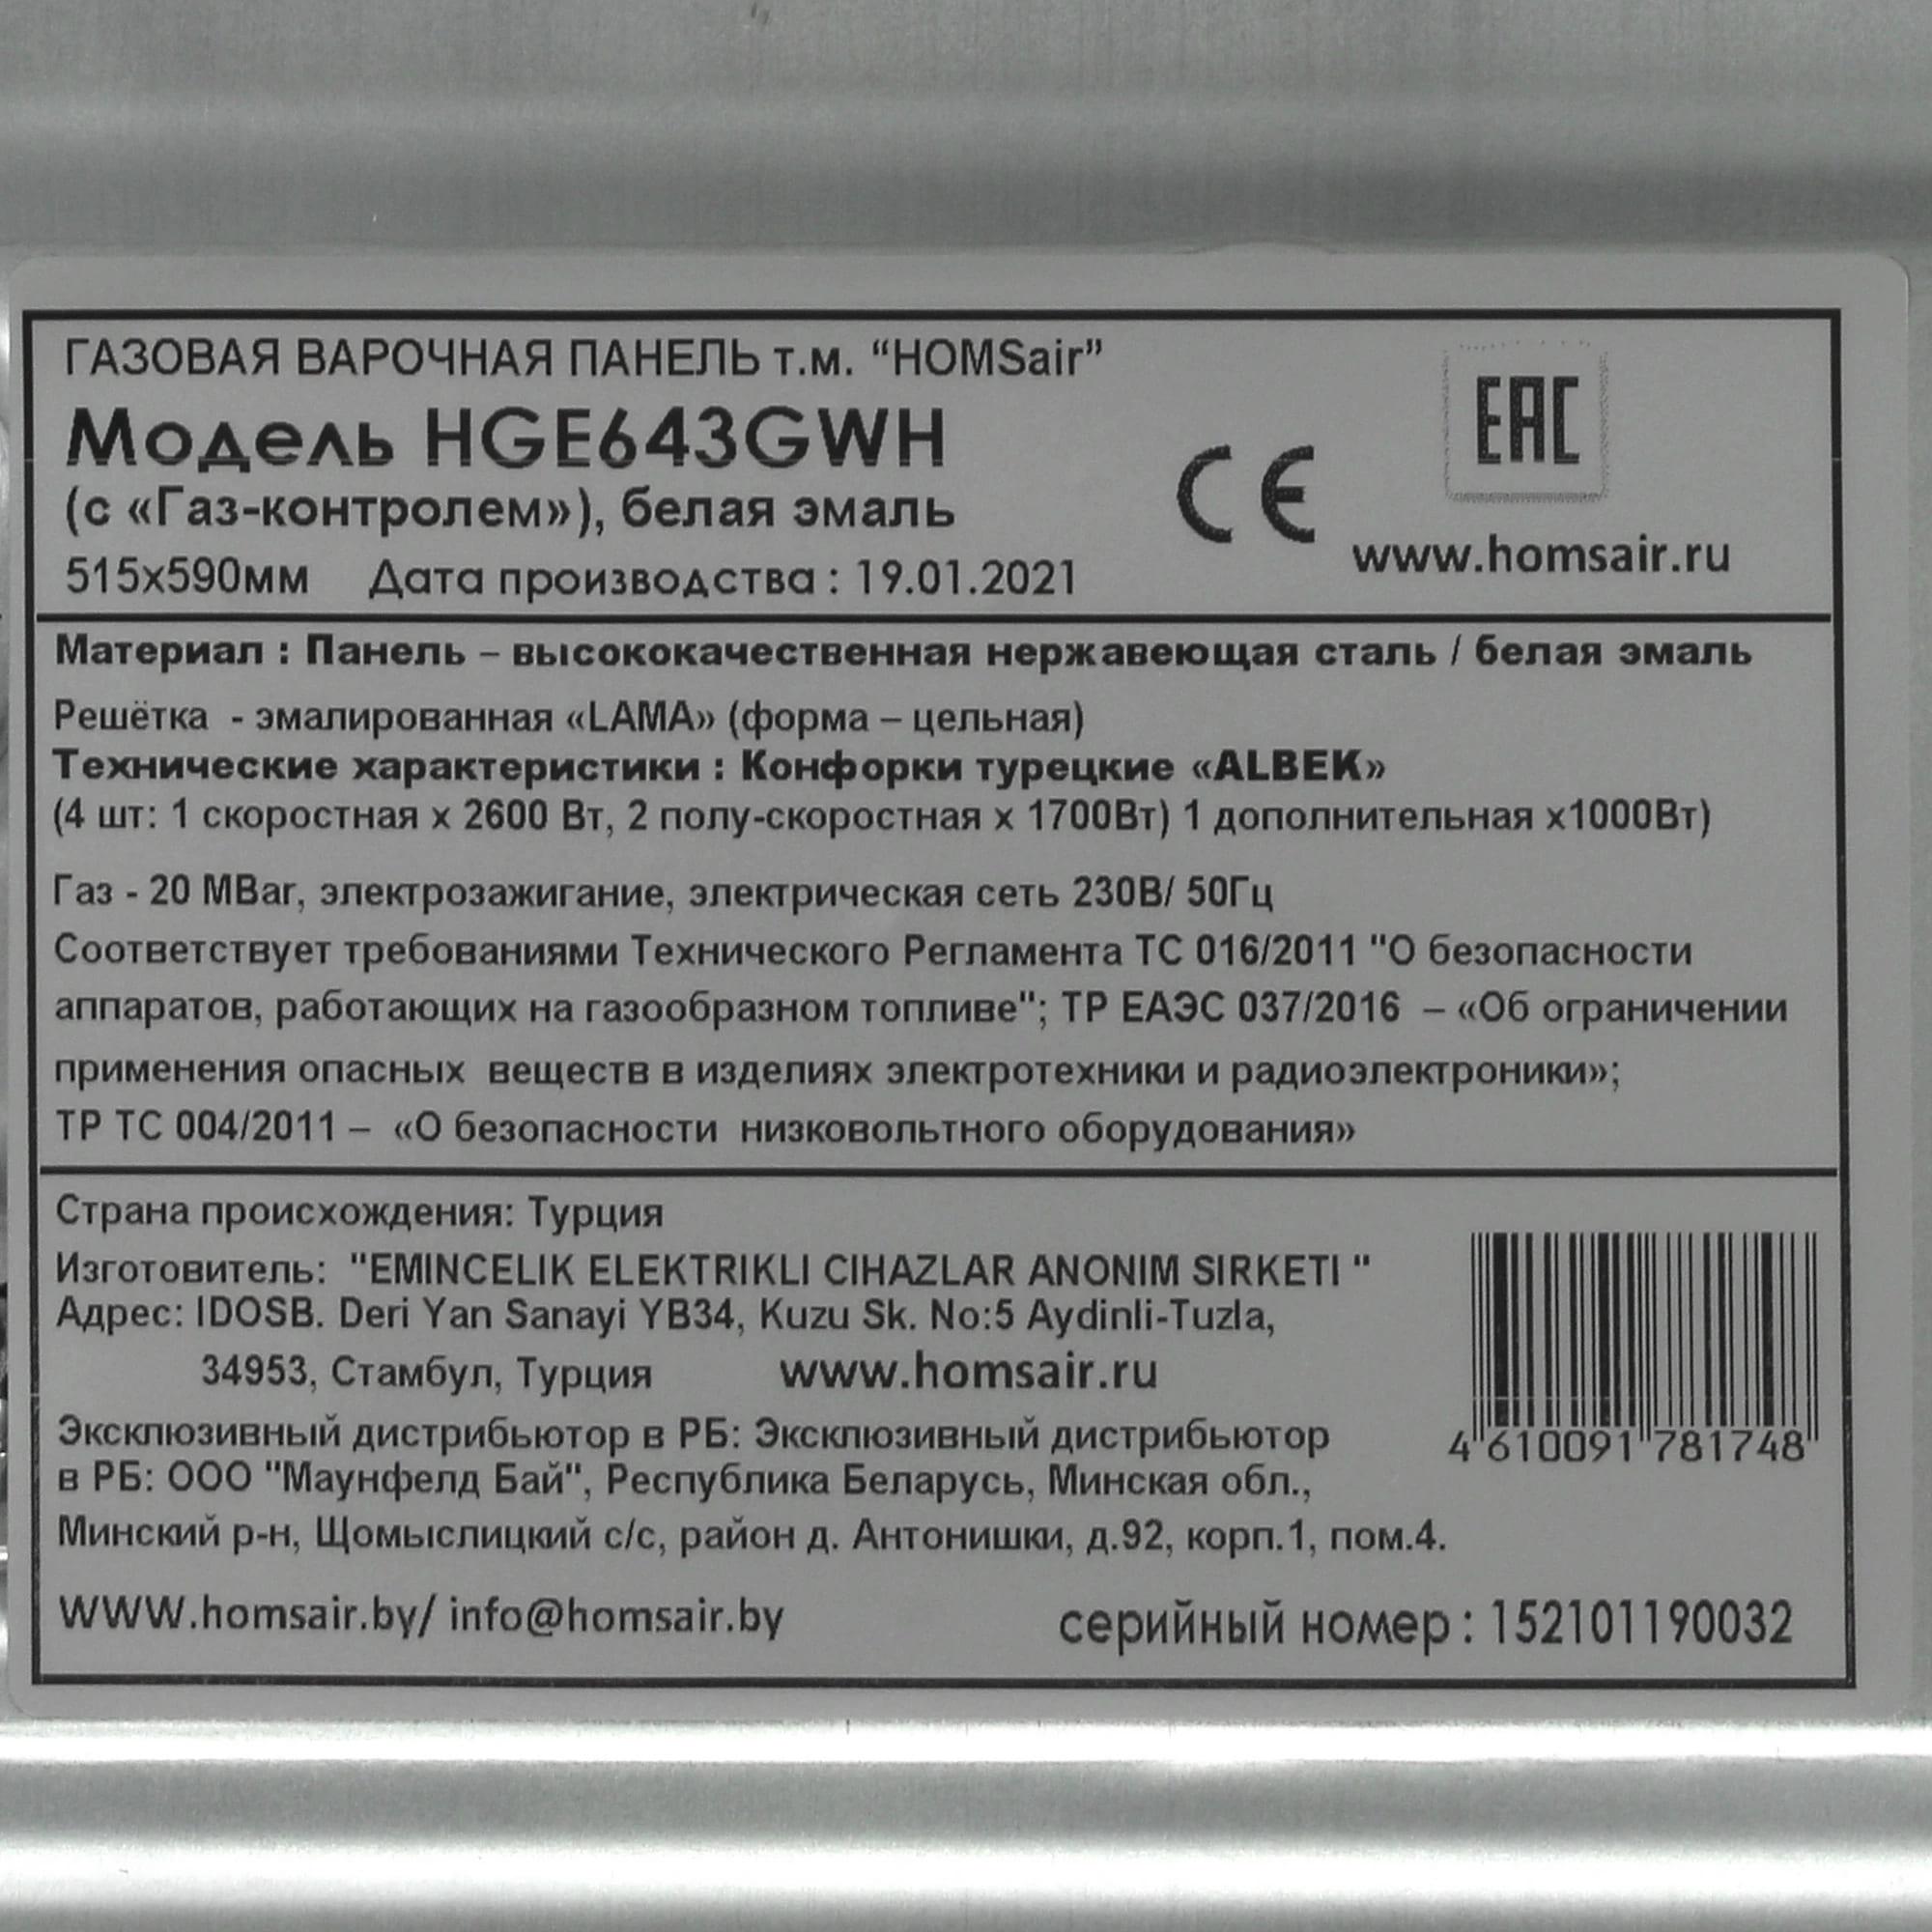 ГАЗОВАЯ ВАРОЧНАЯ ПАНЕЛЬ т.м. “HOMSair”
Модель HGE643GWH
(с «Газ-контролем»), белая эмаль
515x590мм Дата производства : 19.01.2021
CE
EAC
www.homsair.ru
Материал : Панель – высококачественная нержавеющая сталь / белая эмаль
Решётка - эмалированная «LAMA» (форма – цельная)
Технические характеристики : Конфорки турецкие «ALBEK»
(4 шт: 1 скоростная x 2600 Вт, 2 полу-скоростная x 1700Вт) 1 дополнительная x1000Вт)
Газ - 20 MBar, электрозажигание, электрическая сеть 230В/ 50Гц
Соответствует требованиями Технического Регламента ТС 016/2011 "О безопасности
аппаратов, работающих на газообразном топливе"; ТР ЕАЭС 037/2016 – «Об ограничении
применения опасных веществ в изделиях электротехники и радиоэлектроники»;
ТР ТС 004/2011 – «О безопасности низковольтного оборудования»
Страна происхождения: Турция
Изготовитель: "EMINCELIK ELEKTRIKLI CIHAZLAR ANONIM SIRKETI "
Адрес: IDOSB. Deri Yan Sanayi YB34, Kuzu Sk. No:5 Aydinli-Tuzla,
34953, Стамбул, Турция www.homsair.ru
Эксклюзивный дистрибьютор в РБ: Эксклюзивный дистрибьютор
в РБ: ООО "Маунфелд Бай", Республика Беларусь, Минская обл.,
Минский р-н, Щомыслицкий с/с, район д. Антонишки, д.92, корп.1, пом.4.
4 610091 781748
WWW.homsair.by/ info@homsair.by
серийный номер : 152101190032